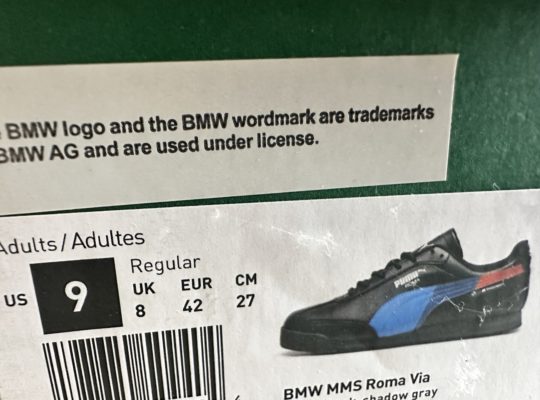 BMW logo and the BMW wordmark are trademarks
BMW AG and are used under license.
Adults / Adultes
Regular
US 9
UK EUR CM
8 42 27
PUMA
BMW MMS Roma Via
shadow gray